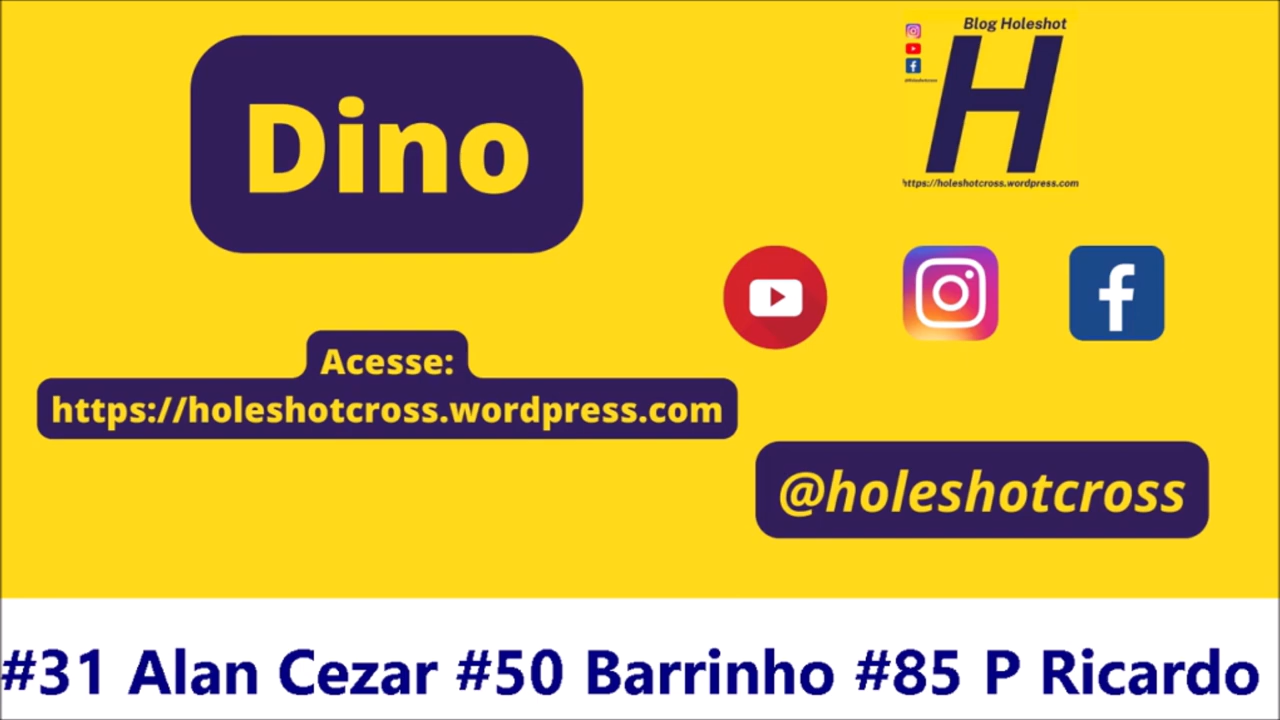 Dino
Blog Holeshot
H
https://holeshotcross.wordpress.com
Acesse:
https://holeshotcross.wordpress.com
@holeshotcross
#31 Alan Cezar #50 Barrinho #85 P Ricardo